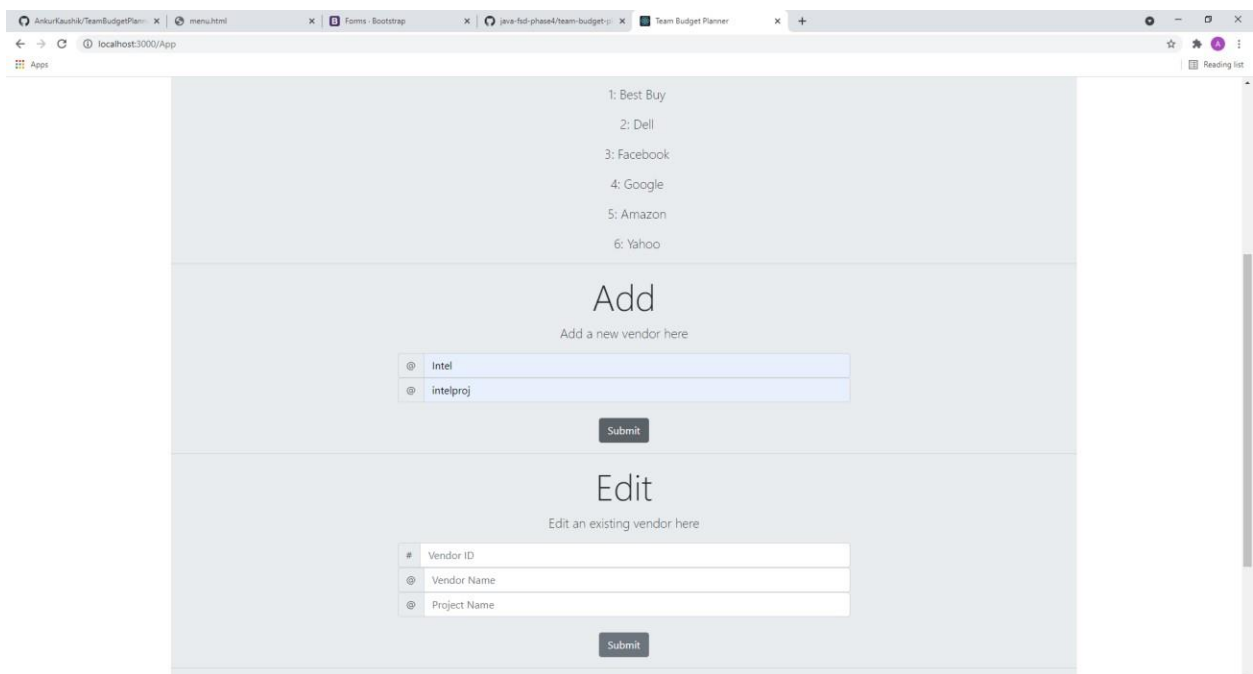 AnkurKaushik/TeamBudgetPlann
menu.html
Forms · Bootstrap
java-fsd-phase4/team-budget-pl
Team Budget Planner
localhost:3000/App
A
Apps
Reading list
1: Best Buy
2: Dell
3: Facebook
4: Google
5: Amazon
6: Yahoo
Add
Add a new vendor here
@ Intel
@ intelproj
Submit
Edit
Edit an existing vendor here
# Vendor ID
@ Vendor Name
@ Project Name
Submit